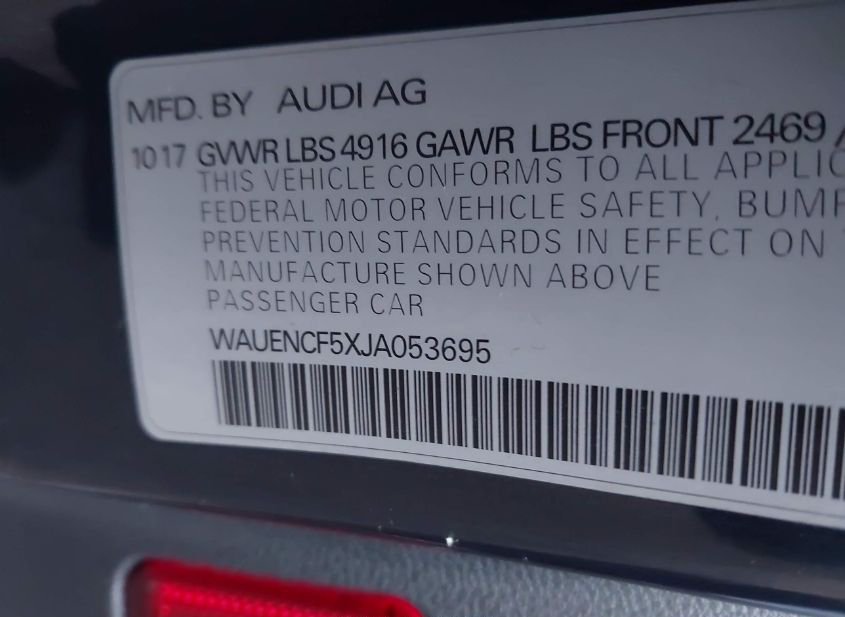 MFD. BY AUDI AG
10 17 GVWR LBS 4916 GAWR LBS FRONT 2469 /
THIS VEHICLE CONFORMS TO ALL
FEDERAL MOTOR VEHICLE SAFETY,
PREVENTION STANDARDS IN EFFECT ON
MANUFACTURE SHOWN ABOVE
PASSENGER CAR
WAUENCF5XJA053695